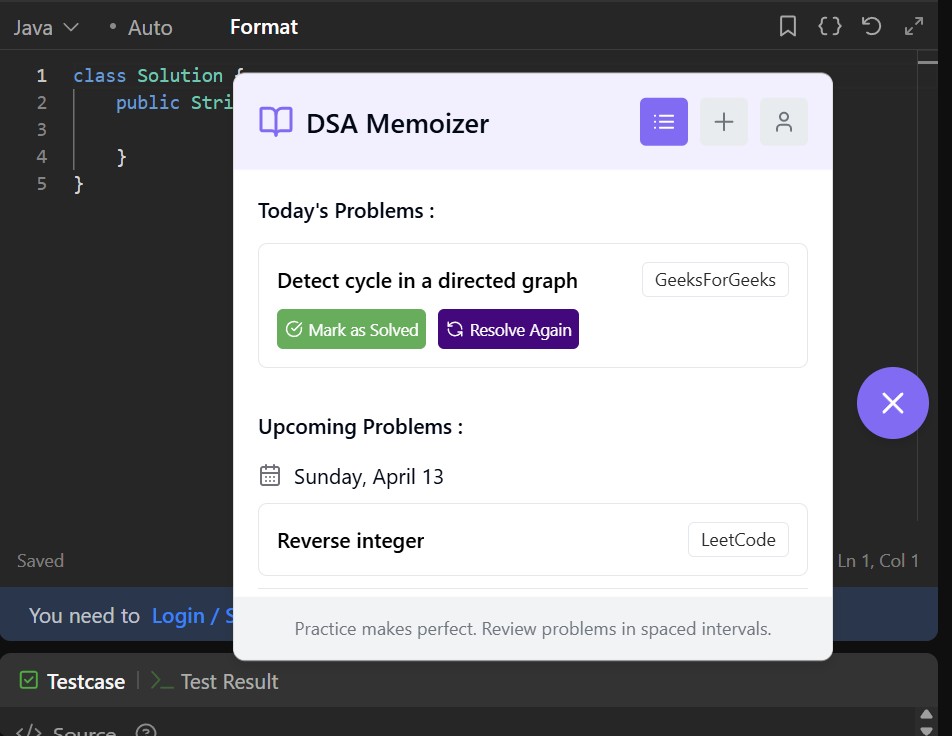 Java • Auto Format
1 class Solution {
2 public Stri
3
4 }
5 }
DSA Memoizer
Today's Problems :
Detect cycle in a directed graph GeeksForGeeks
Mark as Solved Resolve Again
Upcoming Problems :
Sunday, April 13
Reverse integer LeetCode
Saved Ln 1, Col 1
You need to Login / S
Practice makes perfect. Review problems in spaced intervals.
Testcase Test Result
Source